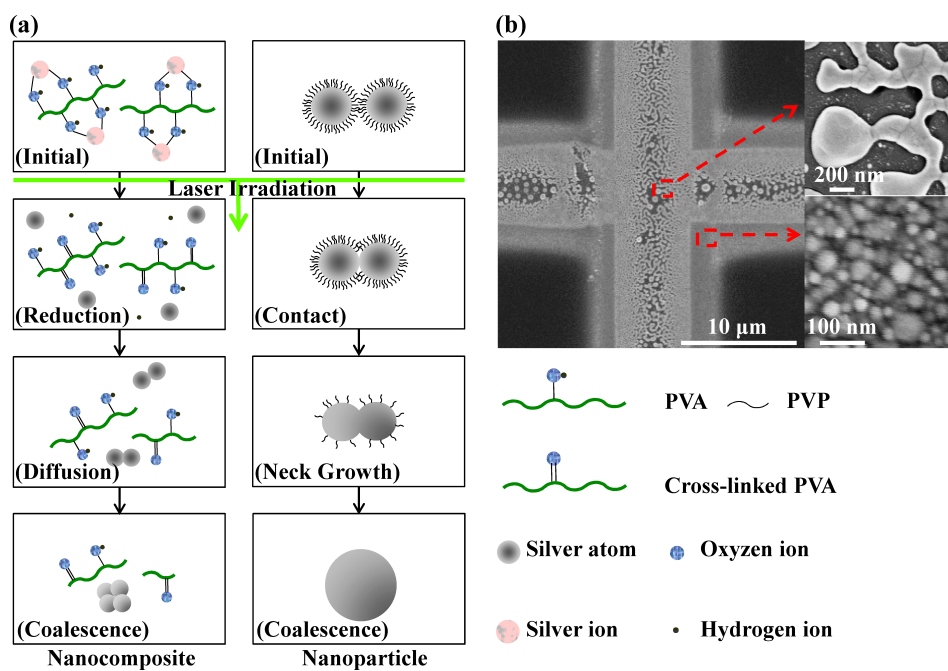 (a)
(Initial)
(Initial)
Laser Irradiation
(Reduction)
(Contact)
(Diffusion)
(Neck Growth)
(Coalescence)
(Coalescence)
Nanocomposite
Nanoparticle
(b)
200 nm
10 μm
100 nm
PVA
PVP
Cross-linked PVA
Silver atom
Oxyzen ion
Silver ion
Hydrogen ion